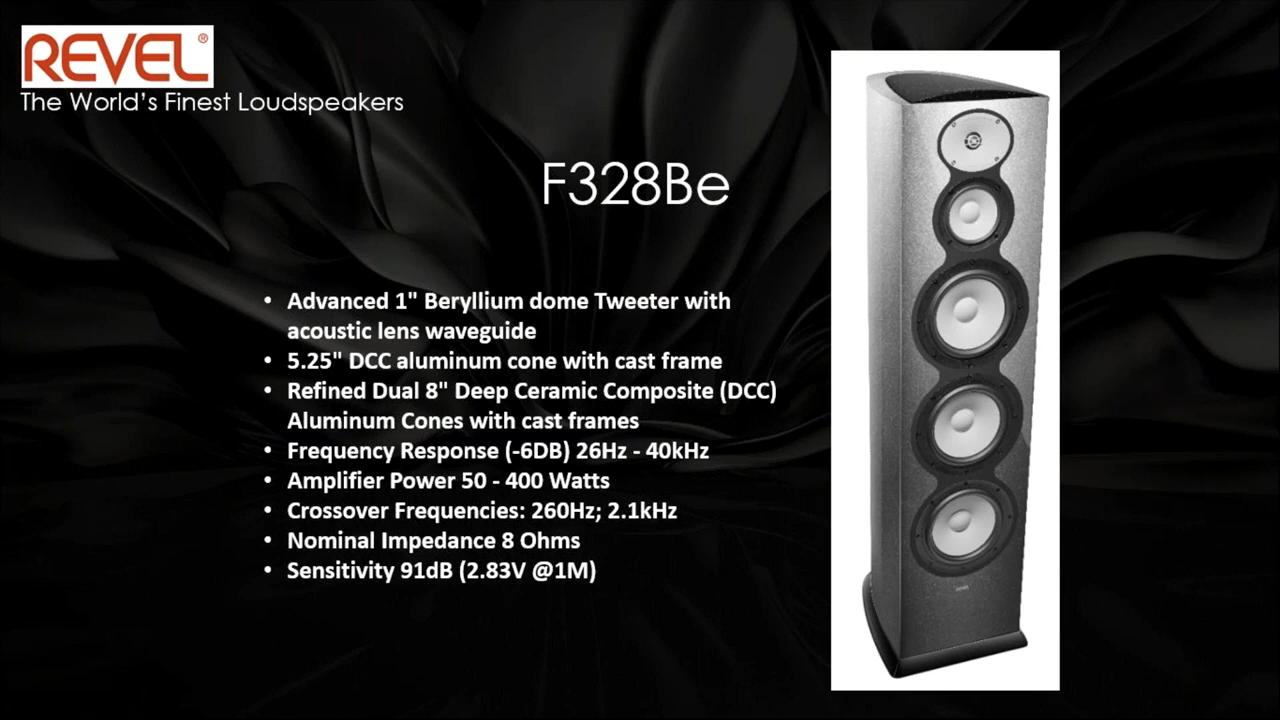 REVEL®
The World's Finest Loudspeakers
F328Be
• Advanced 1" Beryllium dome Tweeter with
acoustic lens waveguide
• 5.25" DCC aluminum cone with cast frame
• Refined Dual 8" Deep Ceramic Composite (DCC)
Aluminum Cones with cast frames
• Frequency Response (-6DB) 26Hz - 40kHz
• Amplifier Power 50 - 400 Watts
• Crossover Frequencies: 260Hz; 2.1kHz
• Nominal Impedance 8 Ohms
• Sensitivity 91dB (2.83V @1M)